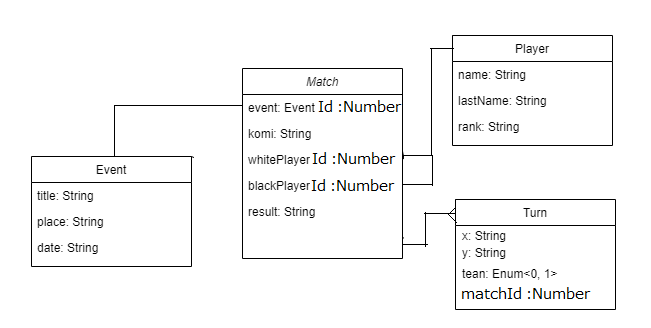 Player
name: String
lastName: String
rank: String
Match
event: Event Id :Number
komi: String
whitePlayer Id :Number
blackPlayer Id :Number
result: String
Event
title: String
place: String
date: String
Turn
x: String
y: String
tean: Enum<0, 1>
matchId :Number